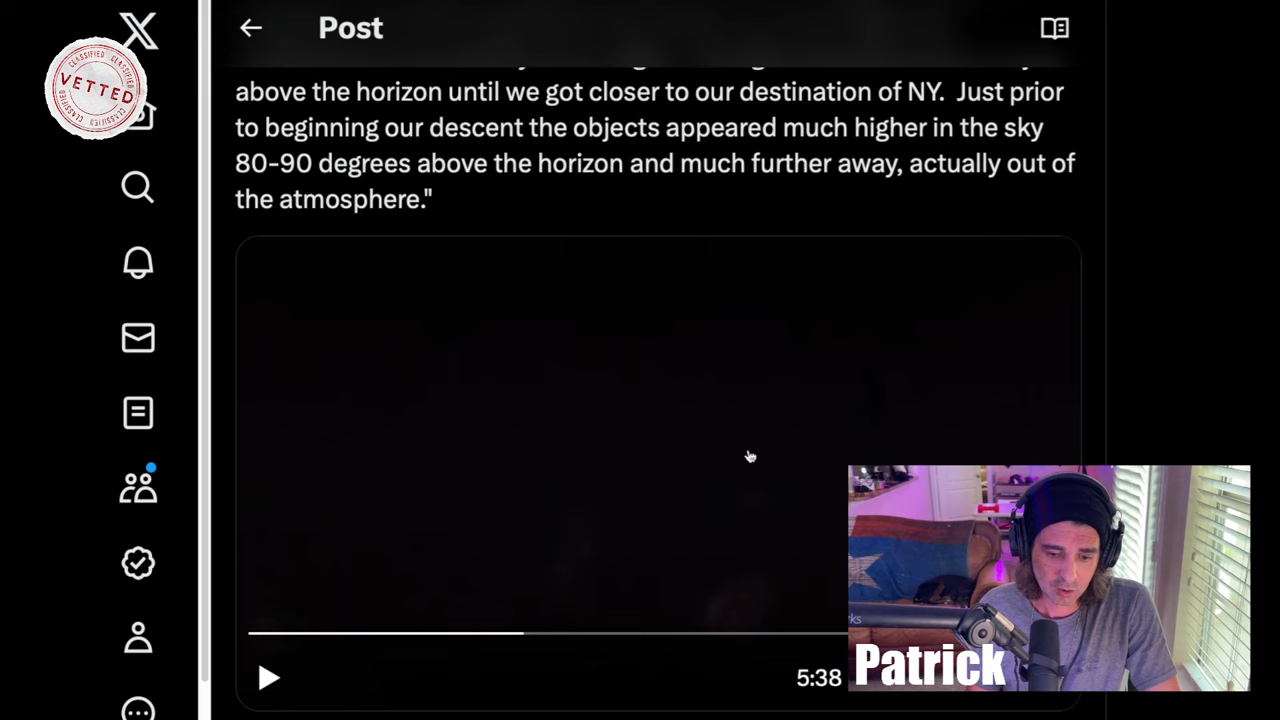 Post
CLASSIFIED
VETTED
CLASSIFIED
above the horizon until we got closer to our destination of NY. Just prior
to beginning our descent the objects appeared much higher in the sky
80-90 degrees above the horizon and much further away, actually out of
the atmosphere."
5:38
Patrick